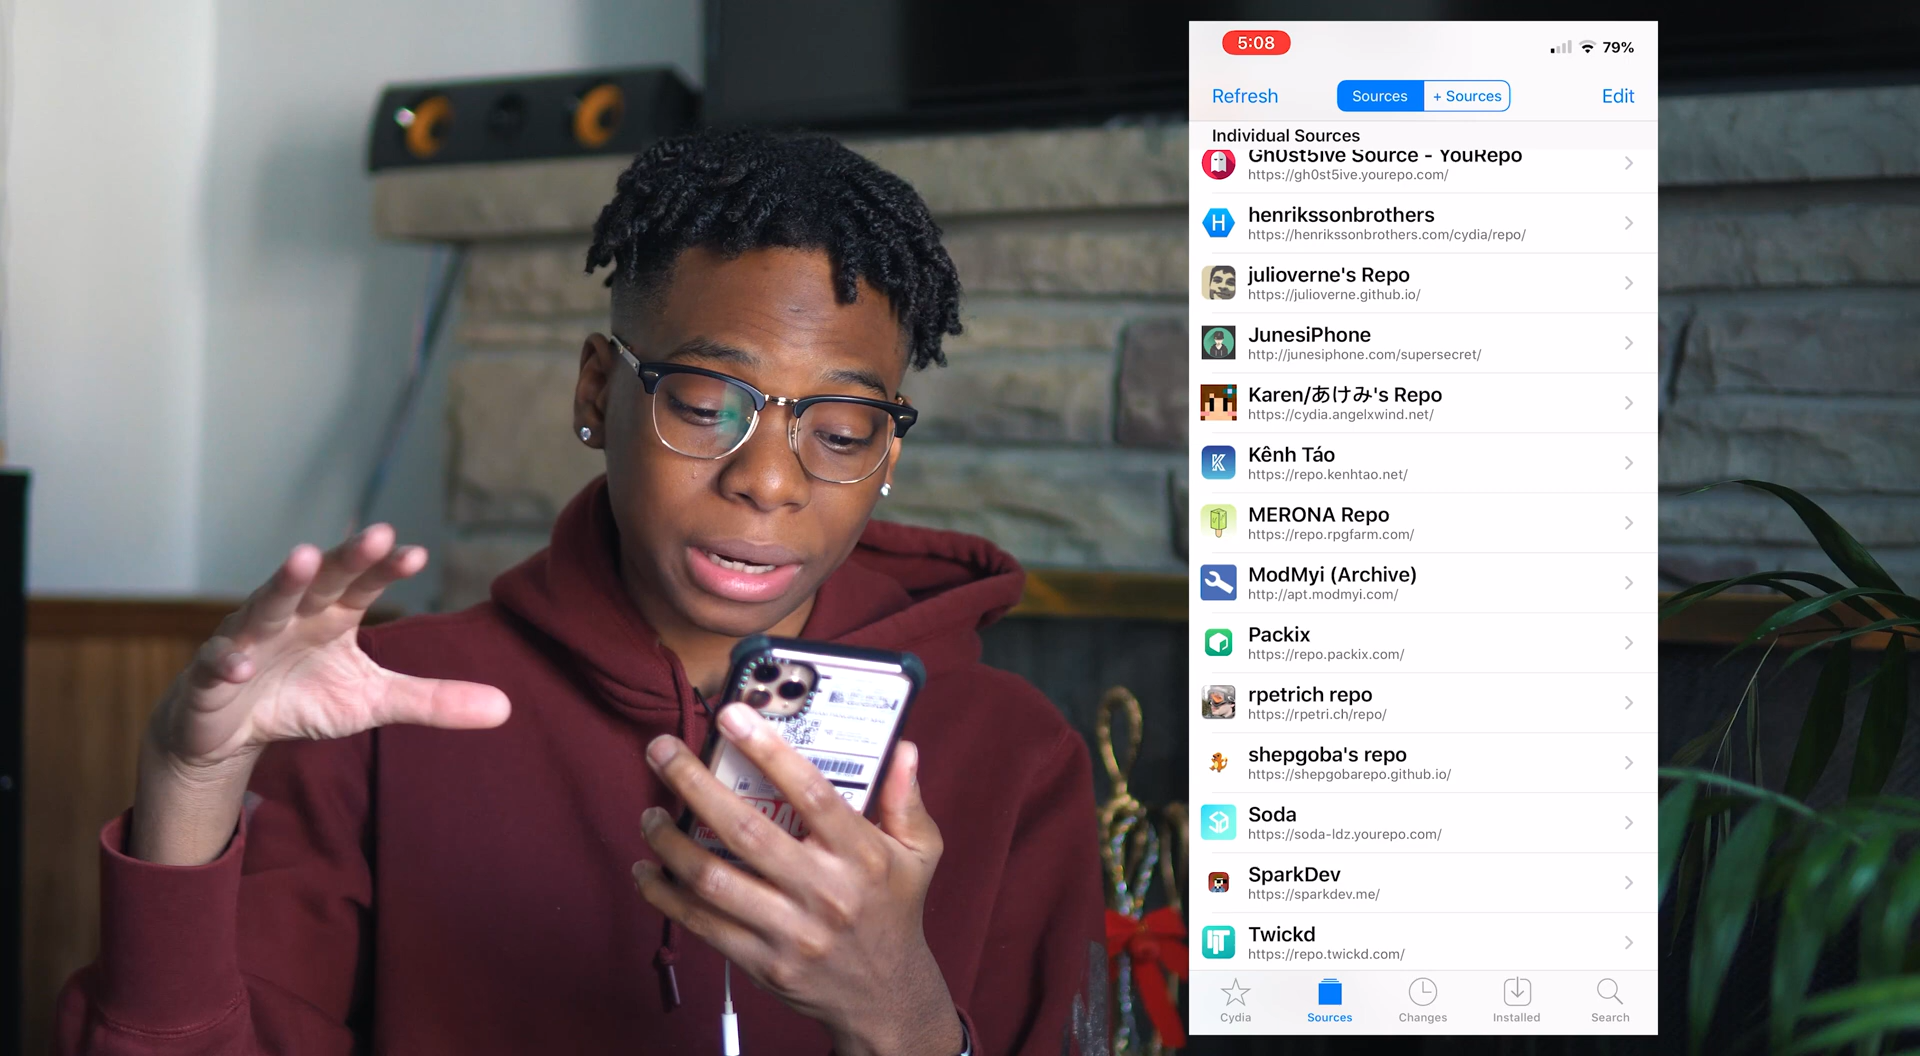 5:08
79%
Refresh
Sources
+ Sources
Edit
Individual Sources
Gh0st5ive Source - YouRepo
https://gh0st5ive.yourepo.com/
henrikssonbrothers
https://henrikssonbrothers.com/cydia/repo/
julioverne's Repo
https://julioverne.github.io/
JunesiPhone
http://junesiphone.com/supersecret/
Karen/あけみ's Repo
https://cydia.angelxwind.net/
Kênh Táo
https://repo.kenhtao.net/
MERONA Repo
https://repo.rpgfarm.com/
ModMyi (Archive)
http://apt.modmyi.com/
Packix
https://repo.packix.com/
rpetrich repo
https://rpetri.ch/repo/
shepgoba's repo
https://shepgobarepo.github.io/
Soda
https://soda-ldz.yourepo.com/
SparkDev
https://sparkdev.me/
Twickd
https://repo.twickd.com/
Cydia
Sources
Changes
Installed
Search